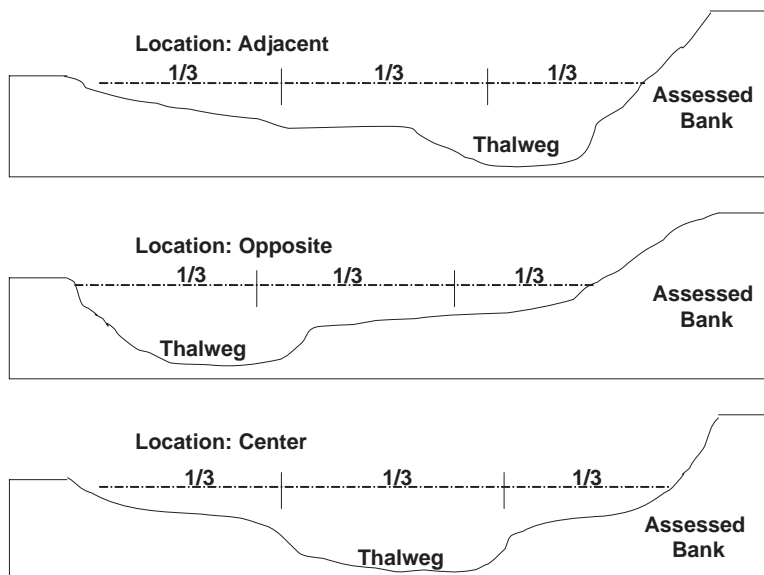 Location: Adjacent
1/3 1/3 1/3
Assessed
Bank
Thalweg
Location: Opposite
1/3 1/3 1/3
Assessed
Bank
Thalweg
Location: Center
1/3 1/3 1/3
Assessed
Bank
Thalweg